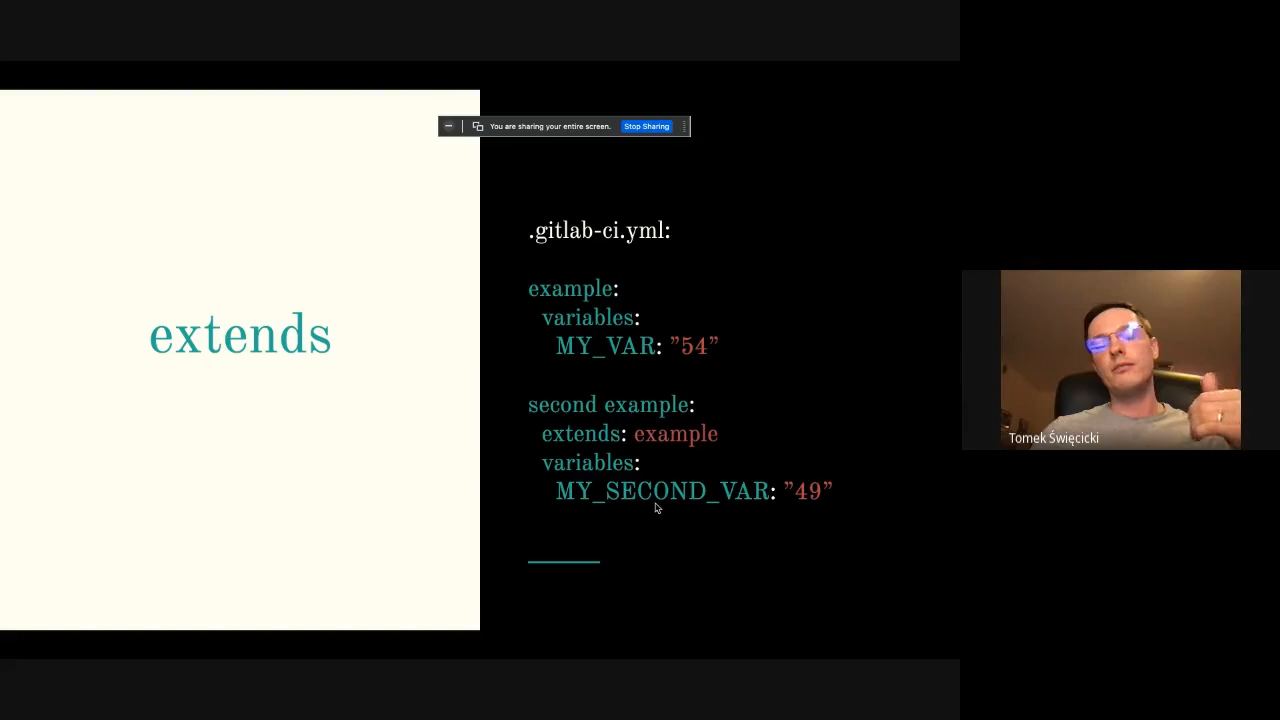 You are sharing your entire screen. Stop Sharing
extends
.gitlab-ci.yml:
example:
variables:
MY_VAR: ”54”
second example:
extends: example
variables:
MY_SECOND_VAR: ”49”
Tomek Święcicki